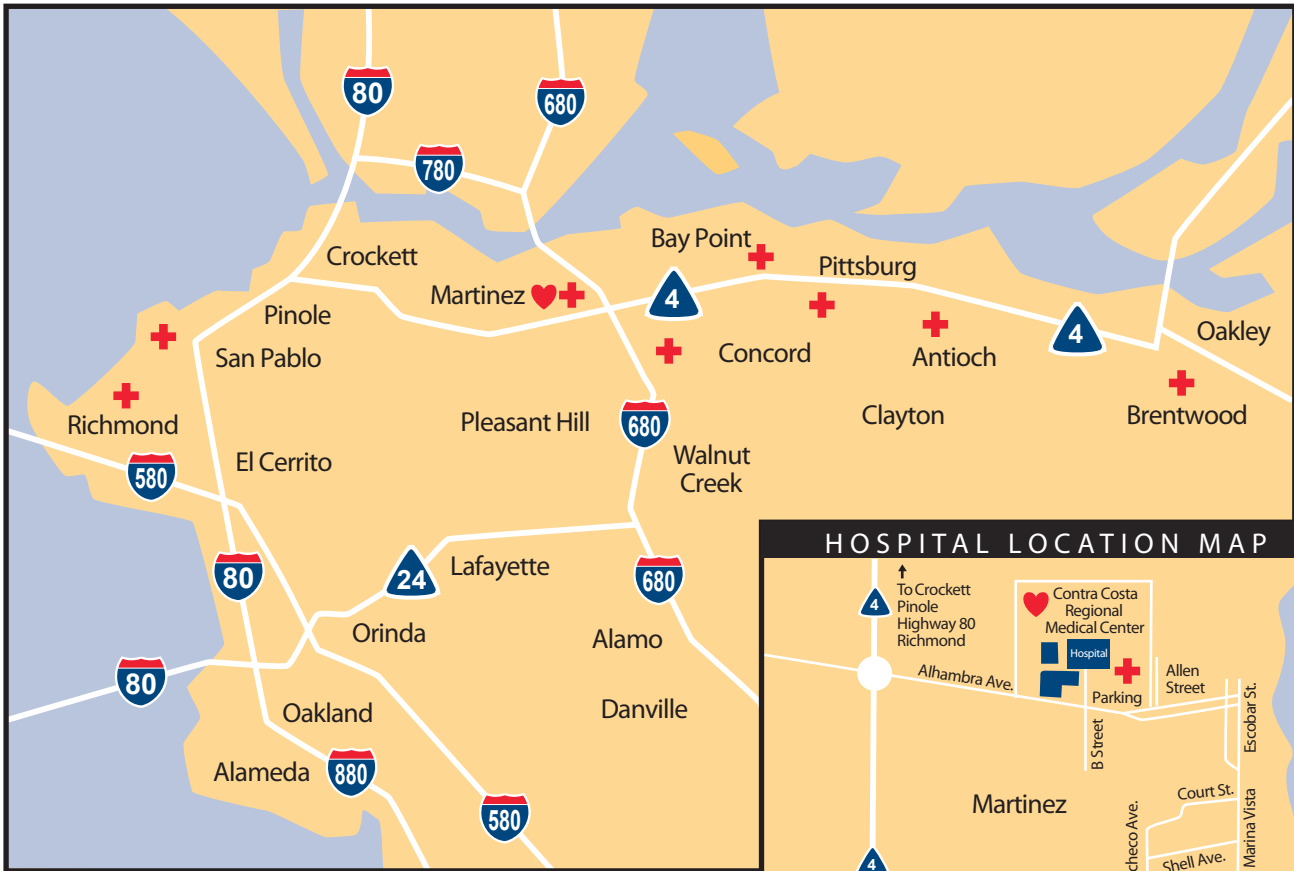 80
680
780
Crockett
Bay Point
Pittsburg
Martinez
4
Pinole
San Pablo
Concord
Antioch
4
Oakley
Richmond
Pleasant Hill
680
Clayton
Brentwood
El Cerrito
580
Walnut
Creek
80
24
Lafayette
680
Orinda
Alamo
80
Oakland
Danville
Alameda
880
580
HOSPITAL LOCATION MAP
4
To Crockett
Pinole
Highway 80
Richmond
Contra Costa
Regional
Medical Center
Hospital
Alhambra Ave.
Parking
Allen
Street
B Street
Escobar St.
Martinez
Court St.
Marina Vista
checo Ave.
Shell Ave.
4